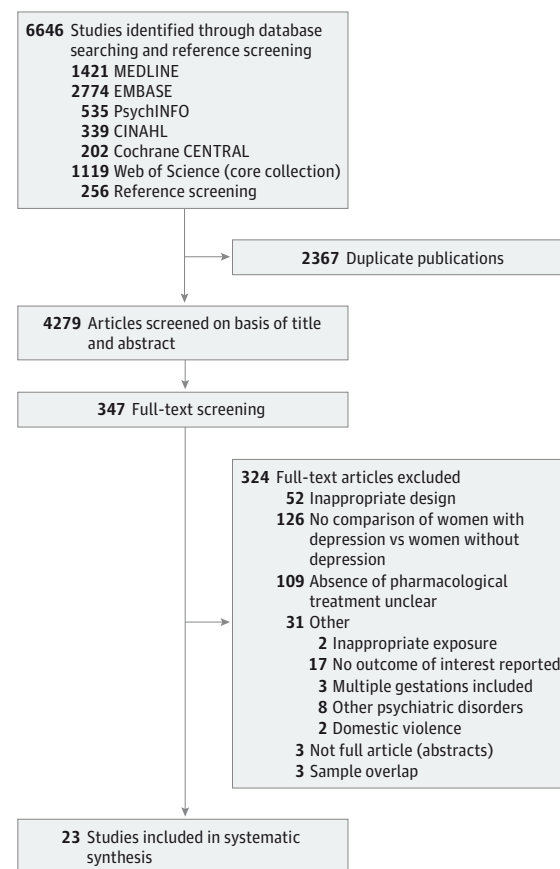 6646 Studies identified through database
searching and reference screening
1421 MEDLINE
2774 EMBASE
535 PsychINFO
339 CINAHL
202 Cochrane CENTRAL
1119 Web of Science (core collection)
256 Reference screening
2367 Duplicate publications
4279 Articles screened on basis of title
and abstract
347 Full-text screening
324 Full-text articles excluded
52 Inappropriate design
126 No comparison of women with
depression vs women without
depression
109 Absence of pharmacological
treatment unclear
31 Other
2 Inappropriate exposure
17 No outcome of interest reported
3 Multiple gestations included
8 Other psychiatric disorders
2 Domestic violence
3 Not full article (abstracts)
3 Sample overlap
23 Studies included in systematic
synthesis